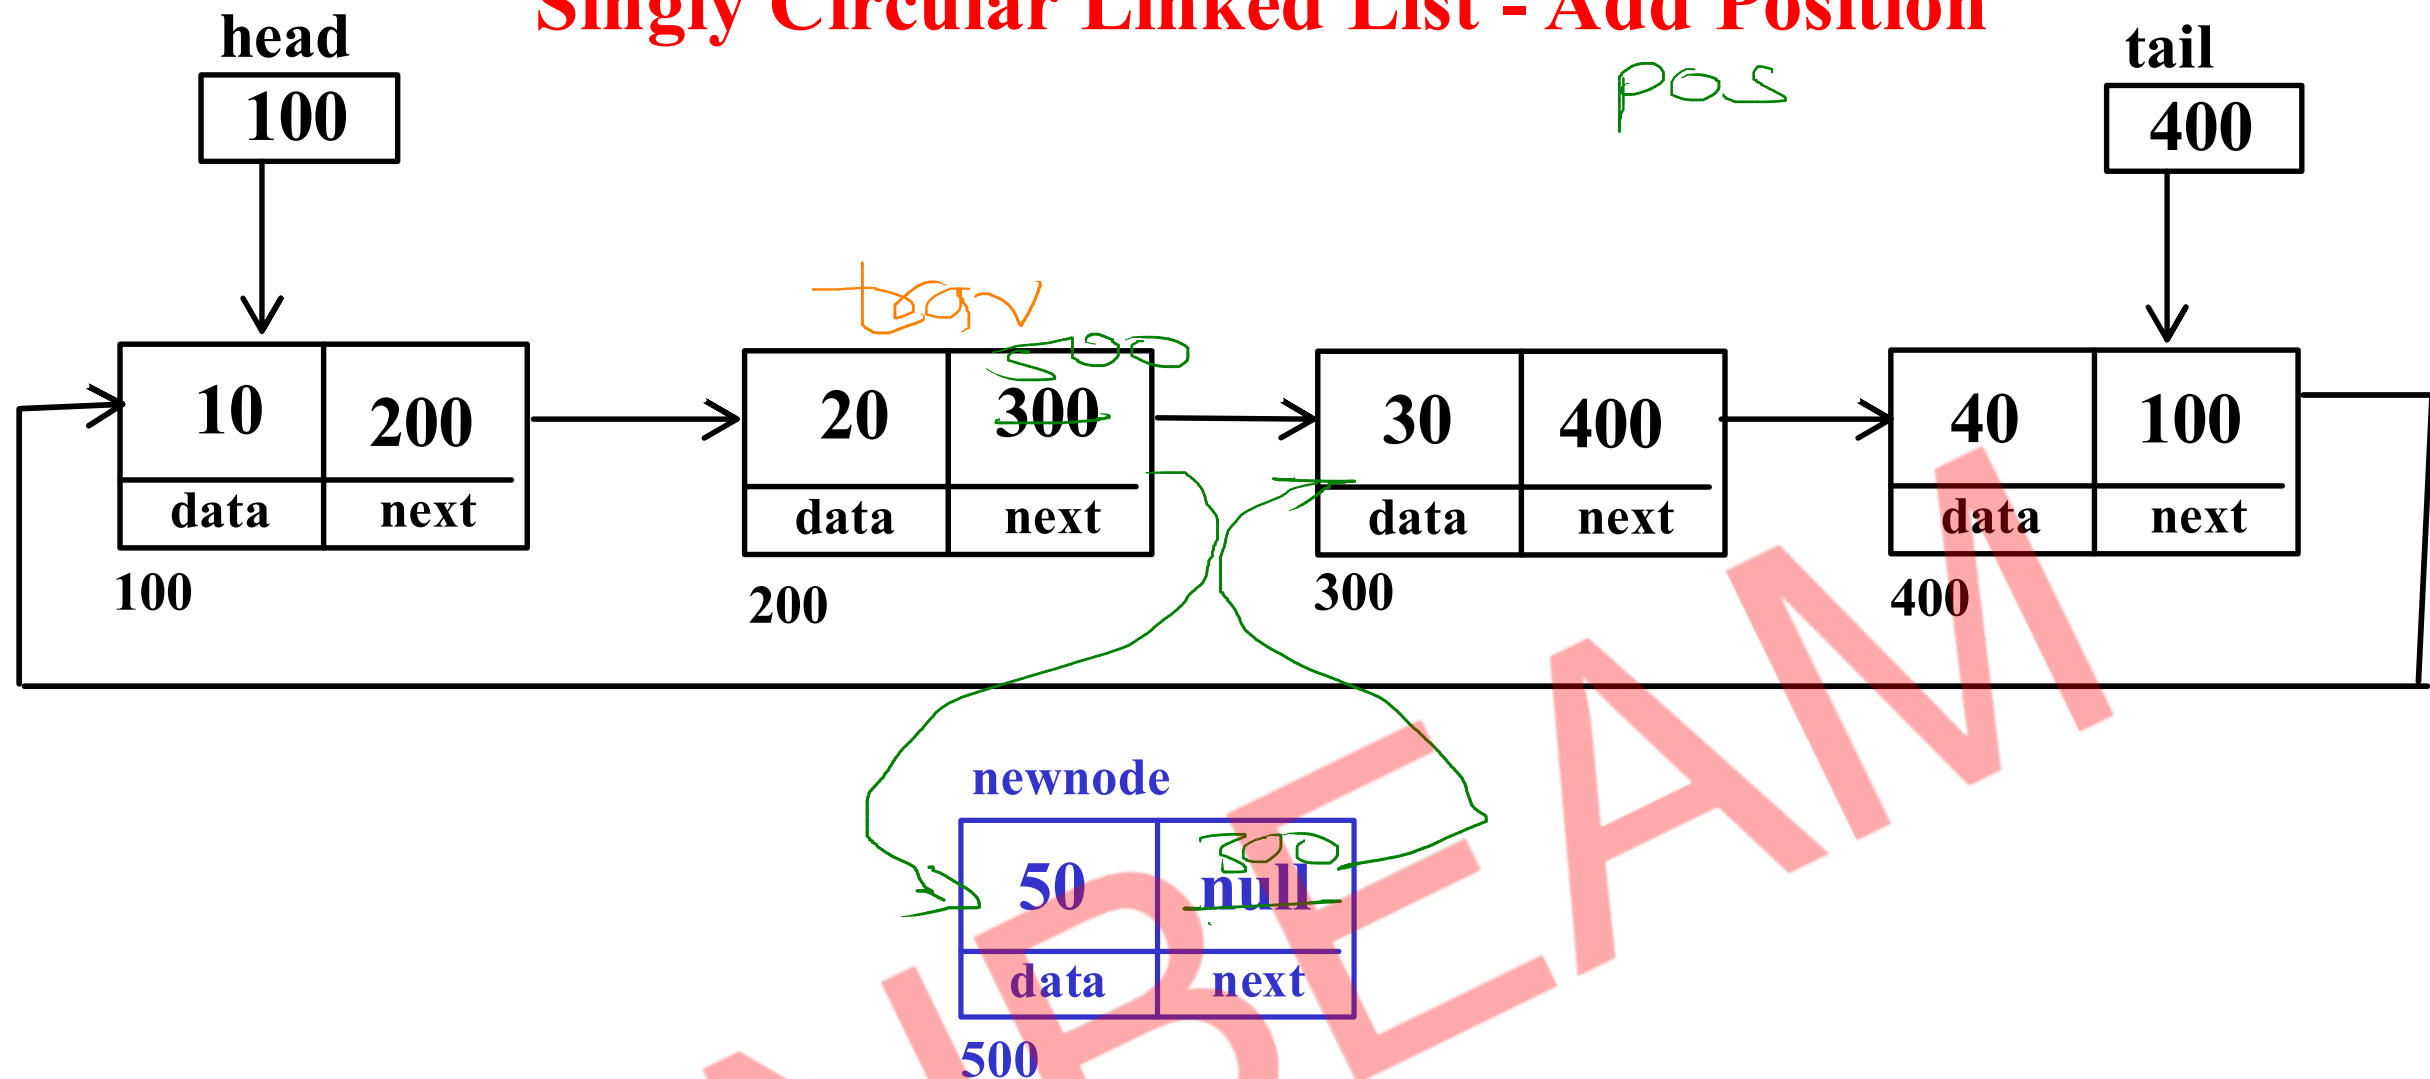 Singly Circular Linked List - Add Position
head
tail
pos
100
400
trav
500
10 200
20 300
30 400
40 100
data next
data next
data next
data next
100
200
300
400
newnode
300
50 null
data next
500